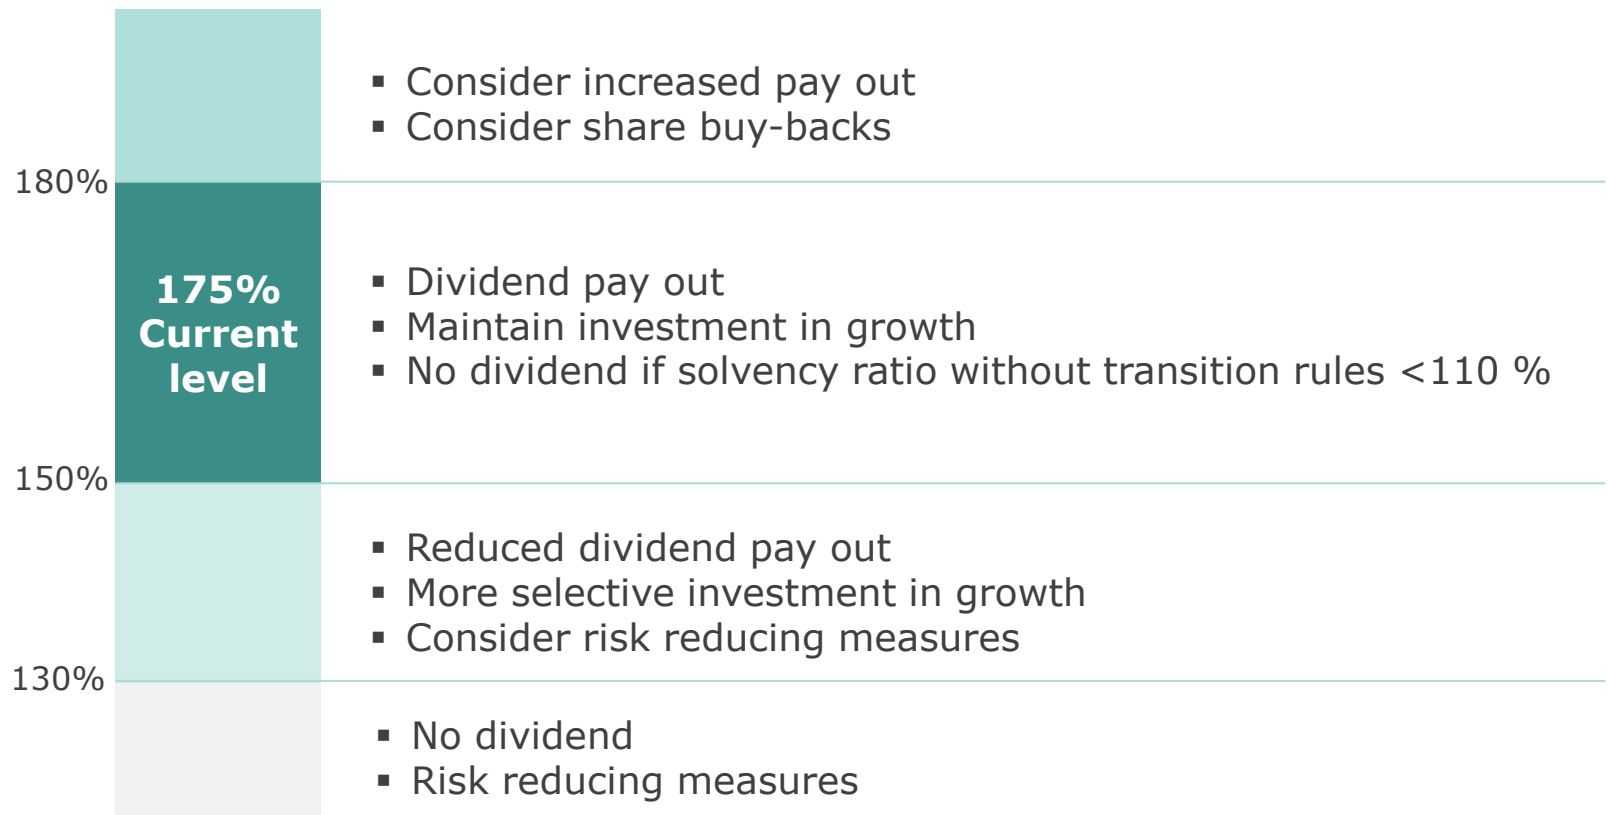 ▪ Consider increased pay out
▪ Consider share buy-backs
180%
175%
Current
level
▪ Dividend pay out
▪ Maintain investment in growth
▪ No dividend if solvency ratio without transition rules <110 %
150%
▪ Reduced dividend pay out
▪ More selective investment in growth
▪ Consider risk reducing measures
130%
▪ No dividend
▪ Risk reducing measures